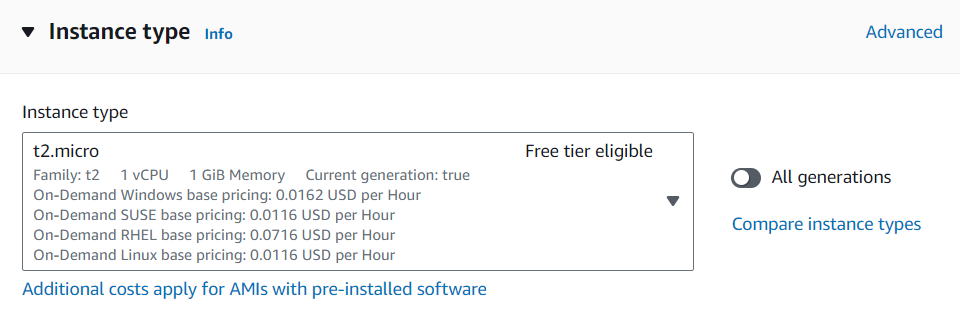 Instance type Info Advanced
Instance type
t2.micro Free tier eligible
Family: t2 1 vCPU 1 GiB Memory Current generation: true
On-Demand Windows base pricing: 0.0162 USD per Hour
On-Demand SUSE base pricing: 0.0116 USD per Hour
On-Demand RHEL base pricing: 0.0716 USD per Hour
On-Demand Linux base pricing: 0.0116 USD per Hour
All generations
Compare instance types
Additional costs apply for AMIs with pre-installed software